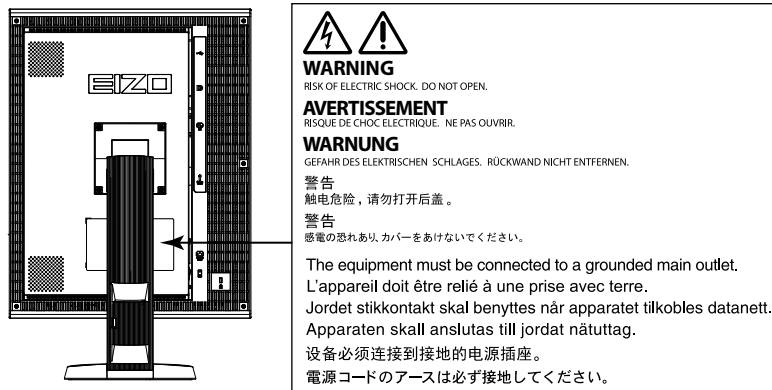 EIZO
WARNING
RISK OF ELECTRIC SHOCK. DO NOT OPEN.
AVERTISSEMENT
RISQUE DE CHOC ELECTRIQUE. NE PAS OUVRIR.
WARNUNG
GEFAHR DES ELEKTRISCHEN SCHLAGES. RÜCKWAND NICHT ENTFERNEN.
警告
触电危险，请勿打开后盖。
警告
感電の恐れあり、カバーをあけないでください。
The equipment must be connected to a grounded main outlet.
L'appareil doit être relié à une prise avec terre.
Jordet stikkontakt skal benyttes når apparatet tilkobles datanett.
Apparaten skall anslutas till jordat nätuttag.
设备必须连接到接地的电源插座。
電源コードのアースは必ず接地してください。